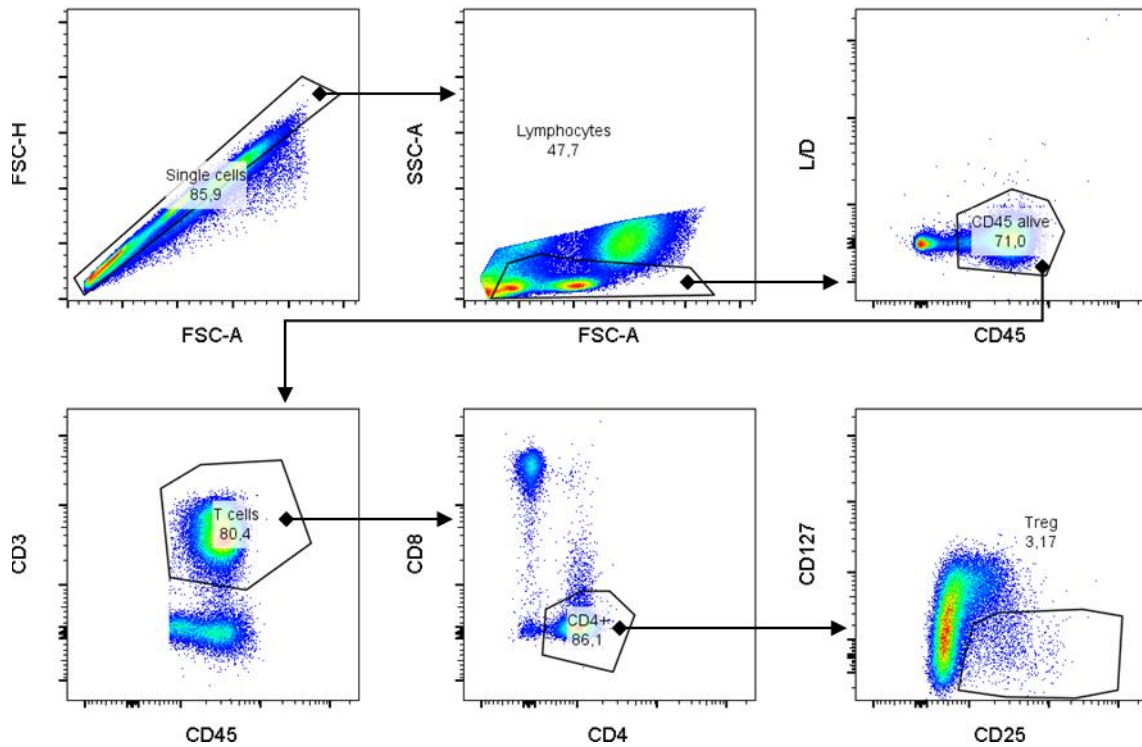 FSC-H
Single cells
85,9
FSC-A
SSC-A
Lymphocytes
47,7
FSC-A
L/D
CD45 alive
71,0
CD45
CD3
T cells
80,4
CD45
CD8
CD4+
86,1
CD4
CD127
Treg
3,17
CD25